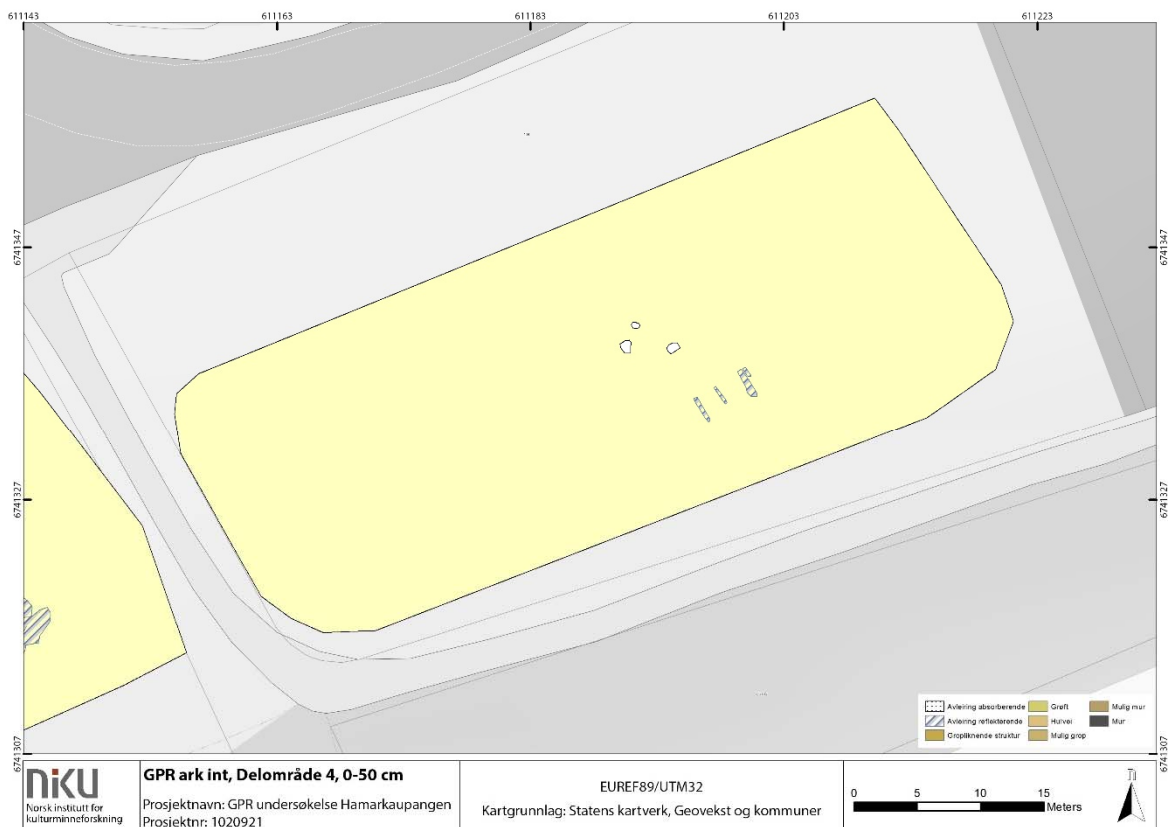 611143 611163 611183 611203 611223
6741347 6741347
6741327 6741327
6741307 6741307
Avleiring absorberende Grøft Mulig mur
Avleiring reflekterende Hulvei Mur
Gropliknende struktur Mulig grop
NIKU
Norsk institutt for
kulturminneforskning
GPR ark int, Delområde 4, 0-50 cm
Prosjektnavn: GPR undersøkelse Hamarkaupangen
Prosjektnr: 1020921
EUREF89/UTM32
Kartgrunnlag: Statens kartverk, Geovekst og kommuner
0 5 10 15
Meters